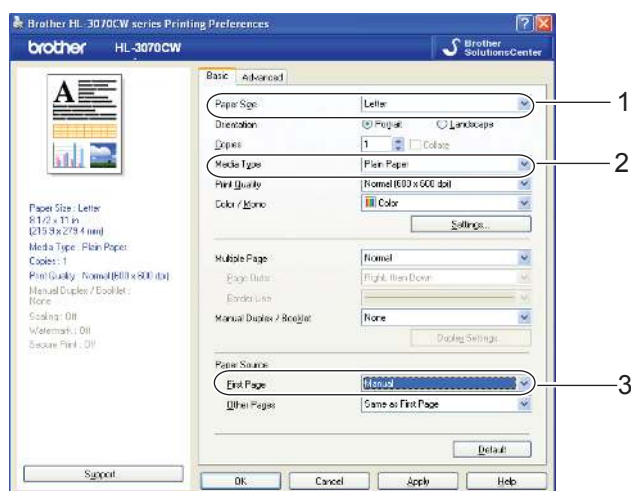 Brother HL-3070CW series Printing Preferences
brother HL-3070CW
Brother SolutionsCenter
Basic Advanced
Paper Size Letter 1
Orientation Portrait Landscape
Copies 1 Collate
Media Type Plain Paper 2
Print Quality Normal (600 x 600 dpi)
Color / Mono Color
Settings...
Multiple Page Normal
Page Order Right, then Down
Border Line
Manual Duplex / Booklet None
Duplex Settings...
Paper Source
First Page Manual 3
Other Pages Same as First Page
Default
OK Cancel Apply Help
A
Paper Size : Letter
8 1/2 x 11 in
(215.9 x 279.4 mm)
Media Type : Plain Paper
Copies : 1
Print Quality : Normal (600 x 600 dpi)
Manual Duplex / Booklet :
None
Scaling : Off
Watermark : Off
Secure Print : Off
Support